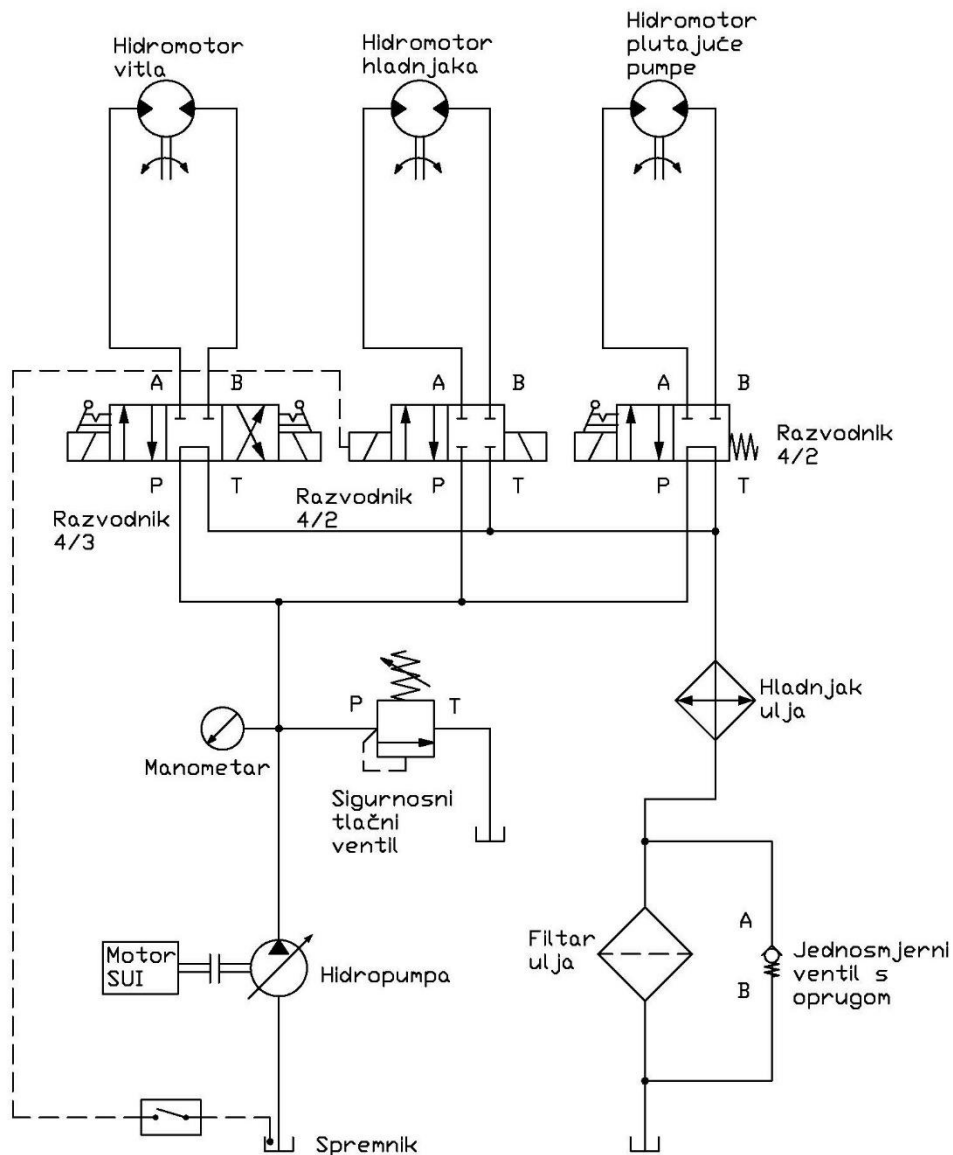 Hidromotor
vitla
Hidromotor
hladnjaka
Hidromotor
plutajuče
pumpe
A B
A B
A B
P T
P T
P T
Razvodnik
4/3
Razvodnik
4/2
Razvodnik
4/2
P T
Manometar
Sigurnosni
tlačni
ventil
Hladnjak
ulja
Motor
SUI
Hidropumpa
Filtar
ulja
A
B
Jednosmjerni
ventil s
oprugom
Spremnik